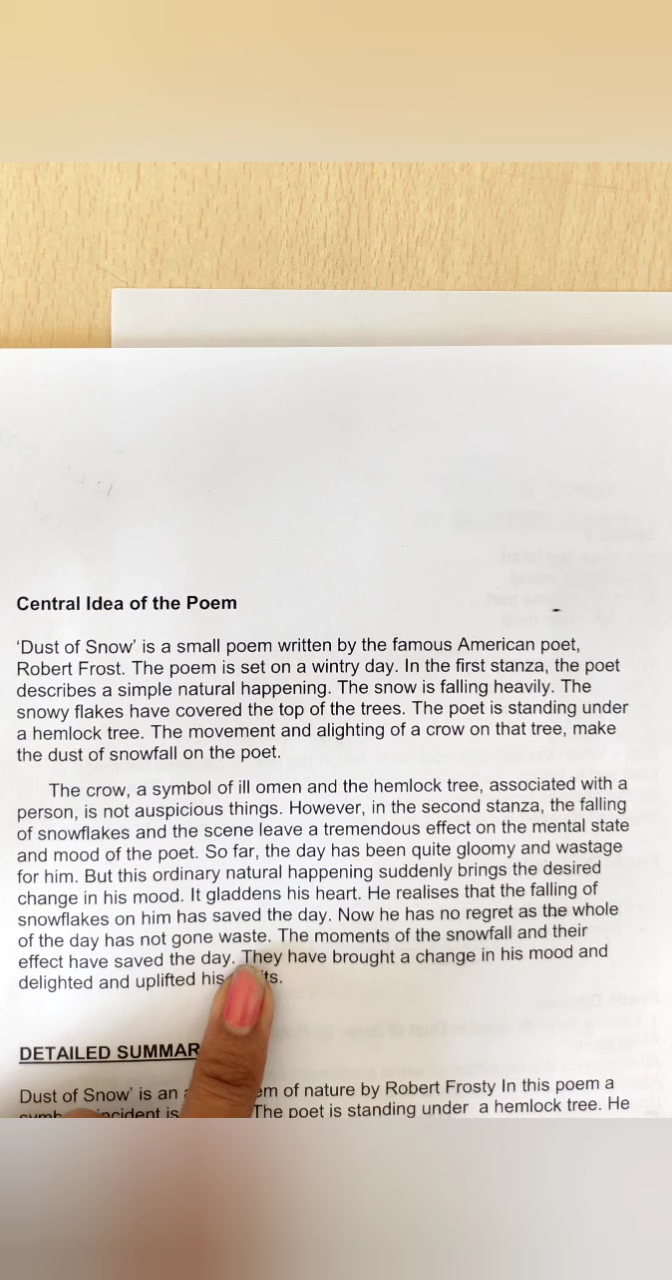 Central Idea of the Poem
'Dust of Snow' is a small poem written by the famous American poet,
Robert Frost. The poem is set on a wintry day. In the first stanza, the poet
describes a simple natural happening. The snow is falling heavily. The
snowy flakes have covered the top of the trees. The poet is standing under
a hemlock tree. The movement and alighting of a crow on that tree, make
the dust of snowfall on the poet.
The crow, a symbol of ill omen and the hemlock tree, associated with a
person, is not auspicious things. However, in the second stanza, the falling
of snowflakes and the scene leave a tremendous effect on the mental state
and mood of the poet. So far, the day has been quite gloomy and wastage
for him. But this ordinary natural happening suddenly brings the desired
change in his mood. It gladdens his heart. He realises that the falling of
snowflakes on him has saved the day. Now he has no regret as the whole
of the day has not gone waste. The moments of the snowfall and their
effect have saved the day. They have brought a change in his mood and
delighted and uplifted his
DETAILED SUMMAR
Dust of Snow' is an of nature by Robert Frosty In this poem a
incident is The poet is standing under a hemlock tree. He